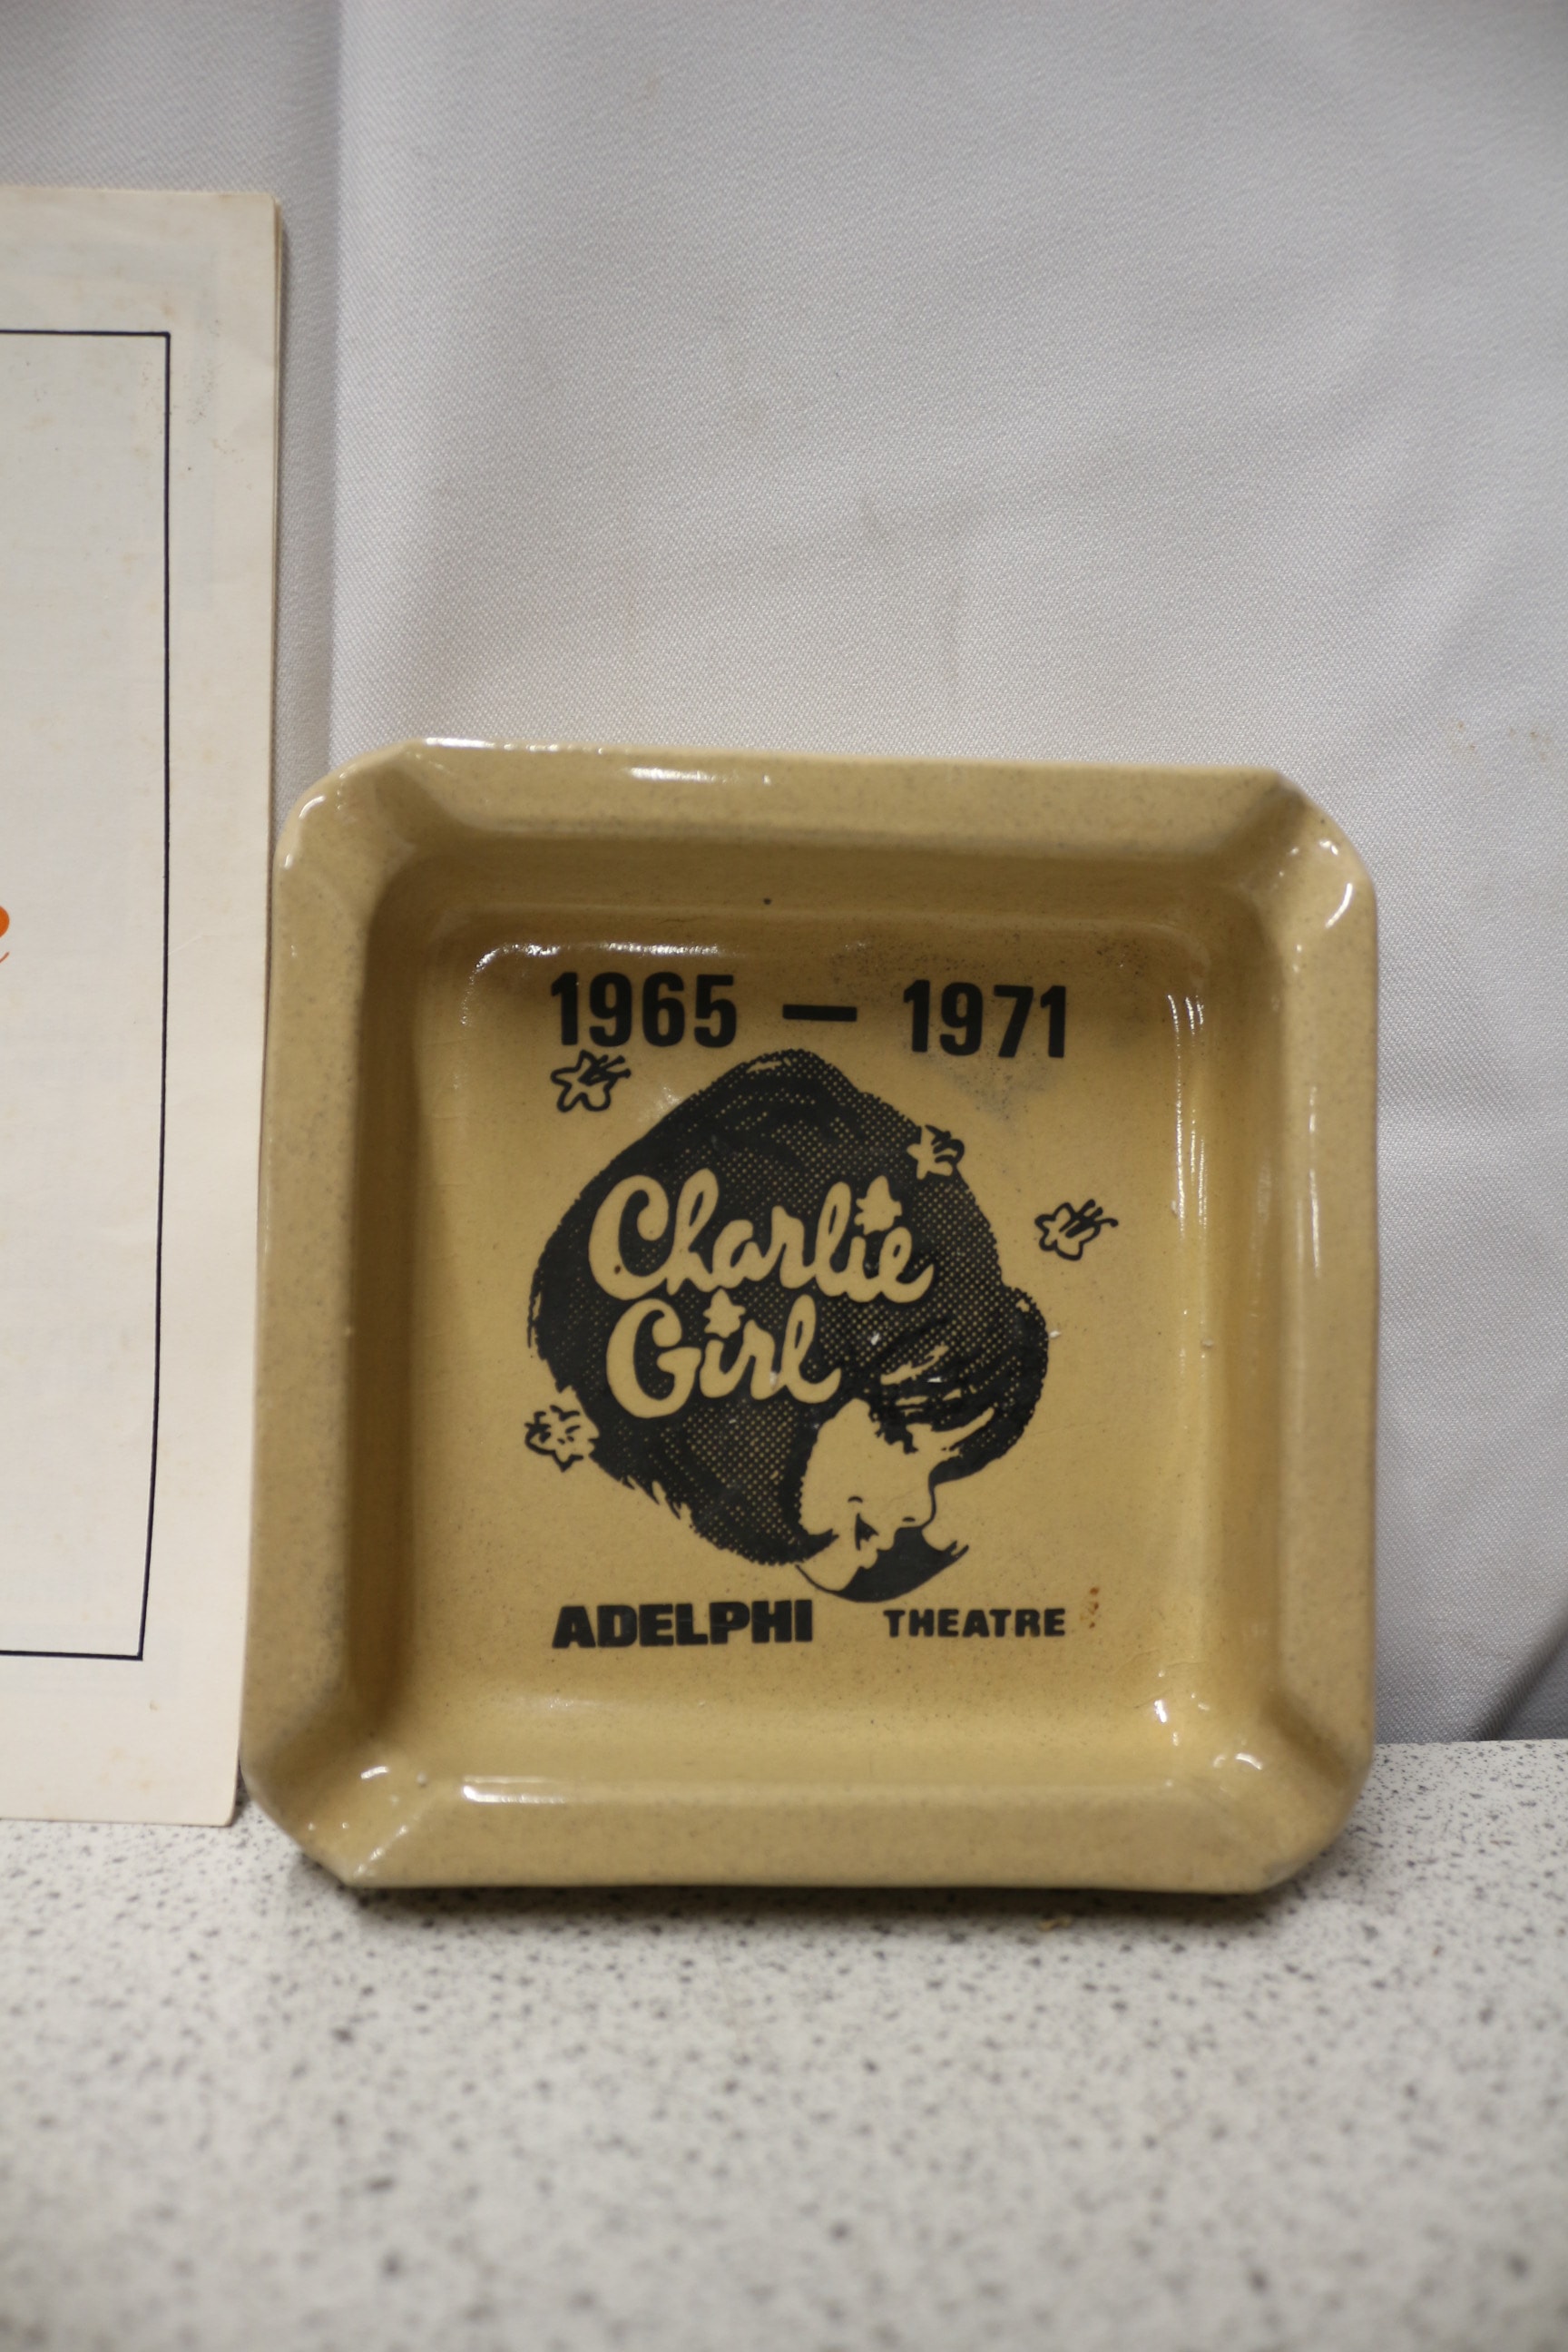 1965 — 1971
Charlie
Girl
ADELPHI THEATRE